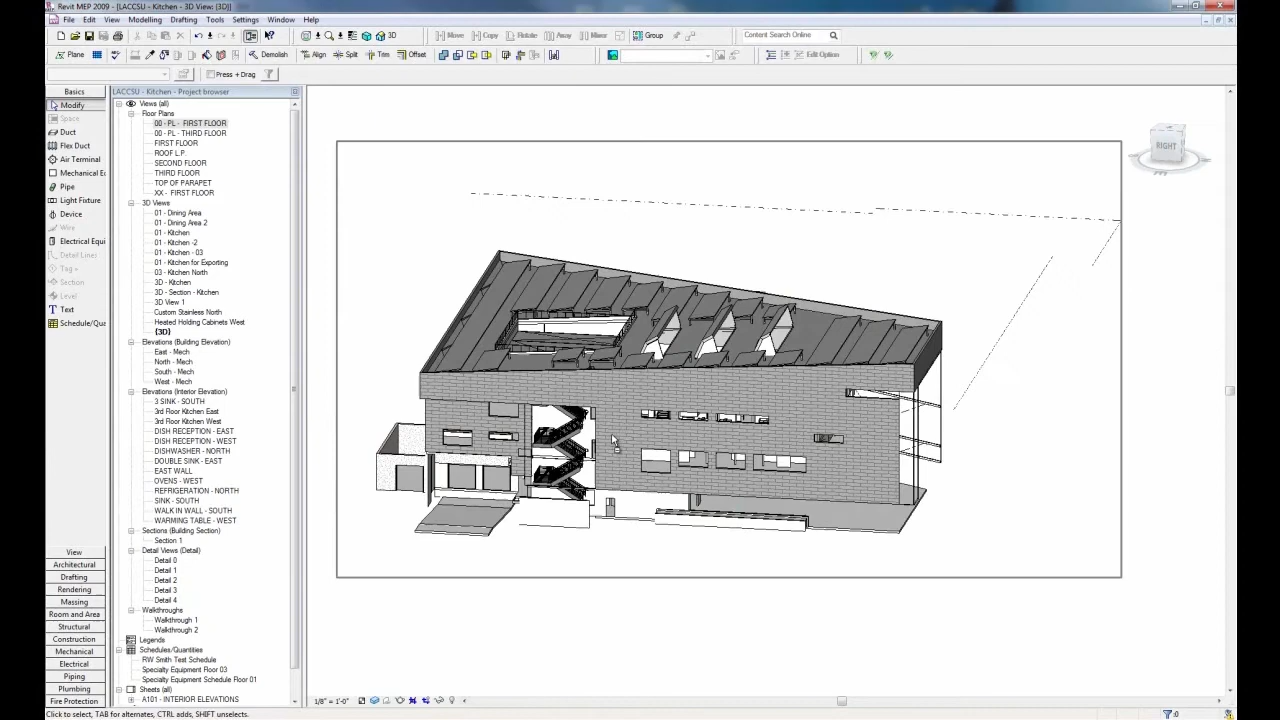 Revit MEP 2009 - [LACCSU - Kitchen - 3D View: {3D}]
File Edit View Modelling Drafting Tools Settings Window Help
3D Move Copy Rotate Away Mirror Group Content Search Online
Plane Demolish Align Split Trim Offset Edit Option
Press + Drag
Basics
Modify
Space
Duct
Flex Duct
Air Terminal
Mechanical Ec
Pipe
Light Fixture
Device
Wire
Electrical Equi
Detail Lines
Tag
Section
Level
Text
Schedule/Qua
View
Architectural
Drafting
Rendering
Massing
Room and Area
Structural
Construction
Mechanical
Electrical
Piping
Plumbing
Fire Protection
LACCSU - Kitchen - Project browser
Views (all)
Floor Plans
00 - PL - FIRST FLOOR
00 - PL - THIRD FLOOR
FIRST FLOOR
ROOF L.P.
SECOND FLOOR
THIRD FLOOR
TOP OF PARAPET
XX - FIRST FLOOR
3D Views
01 - Dining Area
01 - Dining Area 2
01 - Kitchen
01 - Kitchen -2
01 - Kitchen - 03
01 - Kitchen for Exporting
03 - Kitchen North
3D - Kitchen
3D - Section - Kitchen
3D View 1
Custom Stainless North
Heated Holding Cabinets West
{3D}
Elevations (Building Elevation)
East - Mech
North - Mech
South - Mech
West - Mech
Elevations (Interior Elevation)
3 SINK - SOUTH
3rd Floor Kitchen East
3rd Floor Kitchen West
DISH RECEPTION - EAST
DISH RECEPTION - WEST
DISHWASHER - NORTH
DOUBLE SINK - EAST
EAST WALL
OVENS - WEST
REFRIGERATION - NORTH
SINK - SOUTH
WALK IN WALL - SOUTH
WARMING TABLE - WEST
Sections (Building Section)
Section 1
Detail Views (Detail)
Detail 0
Detail 1
Detail 2
Detail 3
Detail 4
Walkthroughs
Walkthrough 1
Walkthrough 2
Legends
Schedules/Quantities
RW Smith Test Schedule
Specialty Equipment Floor 03
Specialty Equipment Schedule Floor 01
Sheets (all)
A101 - INTERIOR ELEVATIONS
RIGHT
1/8" = 1'-0"
Click to select, TAB for alternates, CTRL adds, SHIFT unselects.
:0